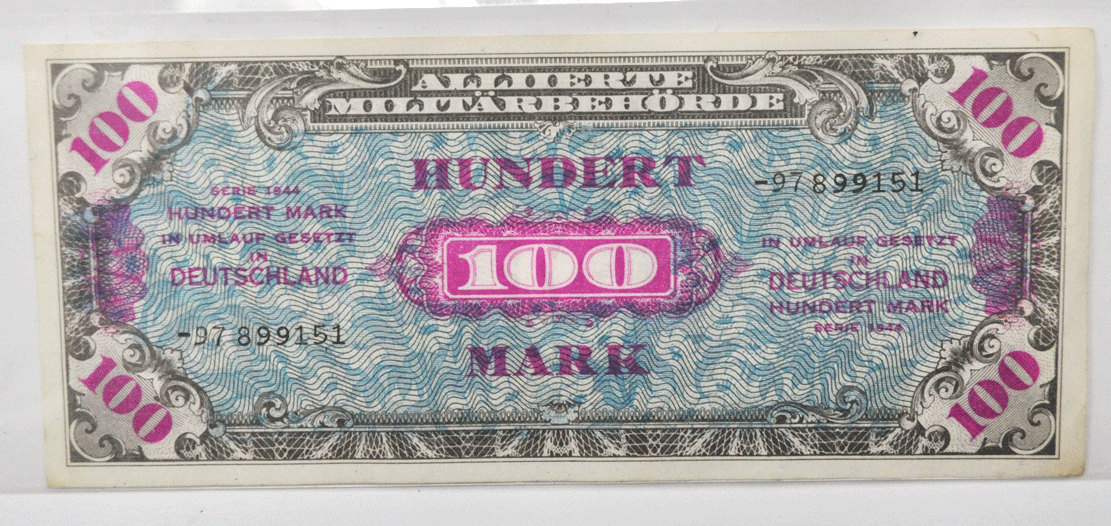 ALLIIERTE
MILITÄRBEHÖRDE
100
100
HUNDERT
-97899151
SERIE 1944
HUNDERT MARK
IN UMLAUF GESETZT
IN
DEUTSCHLAND
100
IN UMLAUF GESETZT
IN
DEUTSCHLAND
HUNDERT MARK
SERIE 1944
-97899151
MARK
100
100